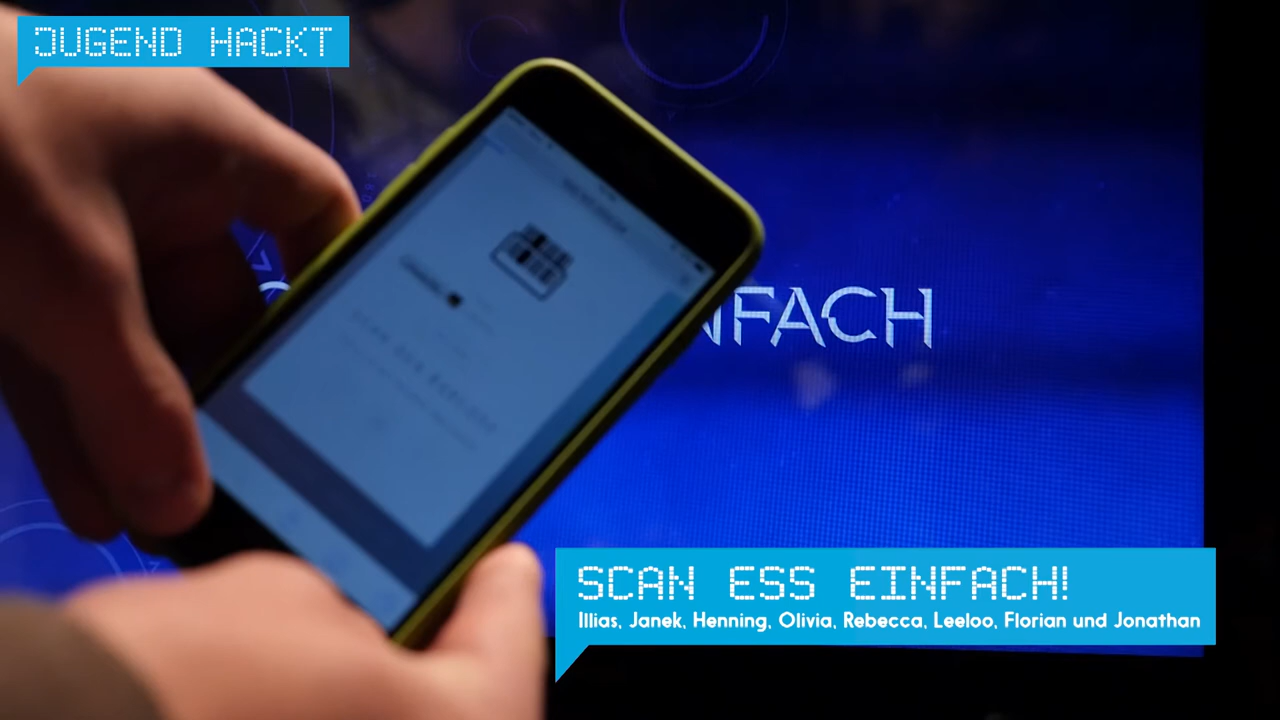 JUGEND HACKT
NFACH
SCAN ESS EINFACH!
Illias, Janek, Henning, Olivia, Rebecca, Leeloo, Florian und Jonathan